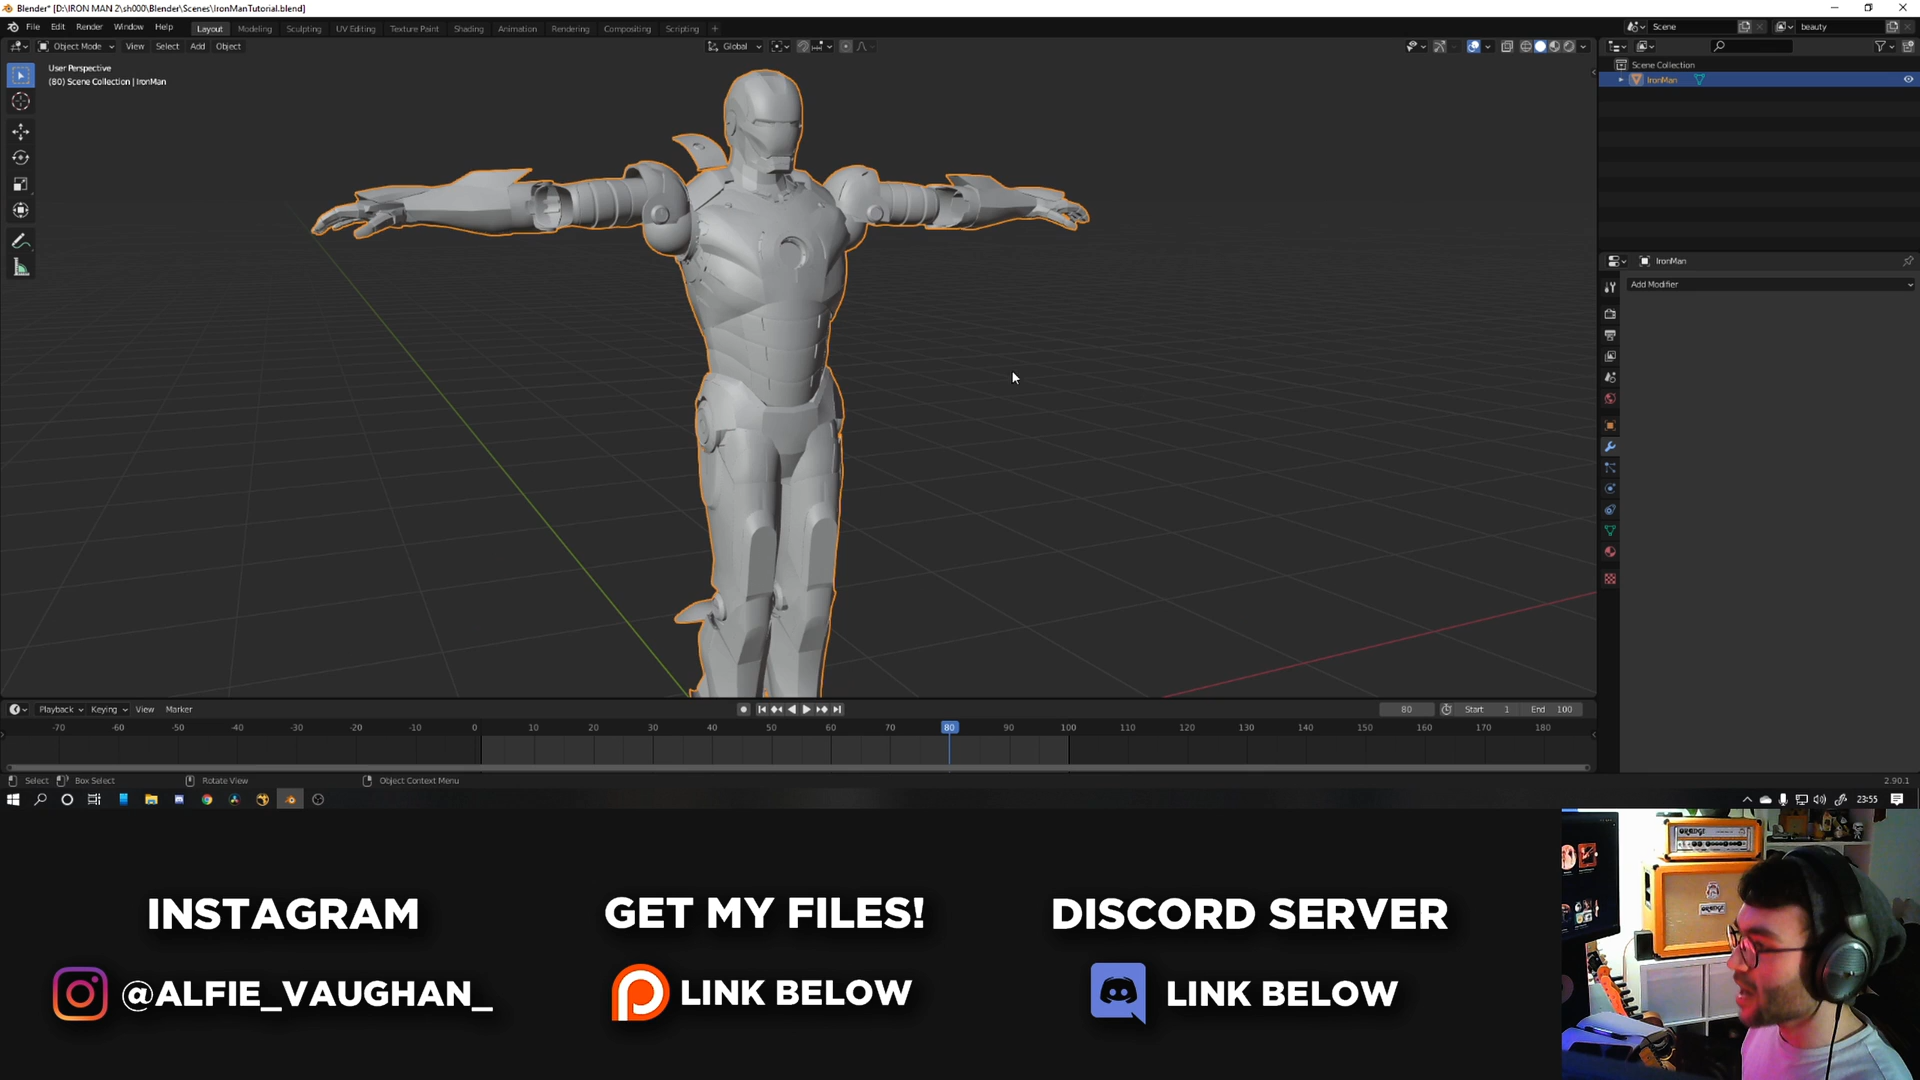 Blender* [D:\IRON MAN 2\sh000\Blender\Scenes\IronManTutorial.blend]
File Edit Render Window Help Layout Modeling Sculpting UV Editing Texture Paint Shading Animation Rendering Compositing Scripting + Scene beauty
Object Mode View Select Add Object Global
User Perspective
(80) Scene Collection | IronMan
Scene Collection
IronMan
IronMan
Add Modifier
Playback Keying View Marker 80 Start 1 End 100
-70 -60 -50 -40 -30 -20 -10 0 10 20 30 40 50 60 70 80 90 100 110 120 130 140 150 160 170 180
Select Box Select Rotate View Object Context Menu 2.90.1
23:55
INSTAGRAM
@ALFIE_VAUGHAN_
GET MY FILES!
LINK BELOW
DISCORD SERVER
LINK BELOW